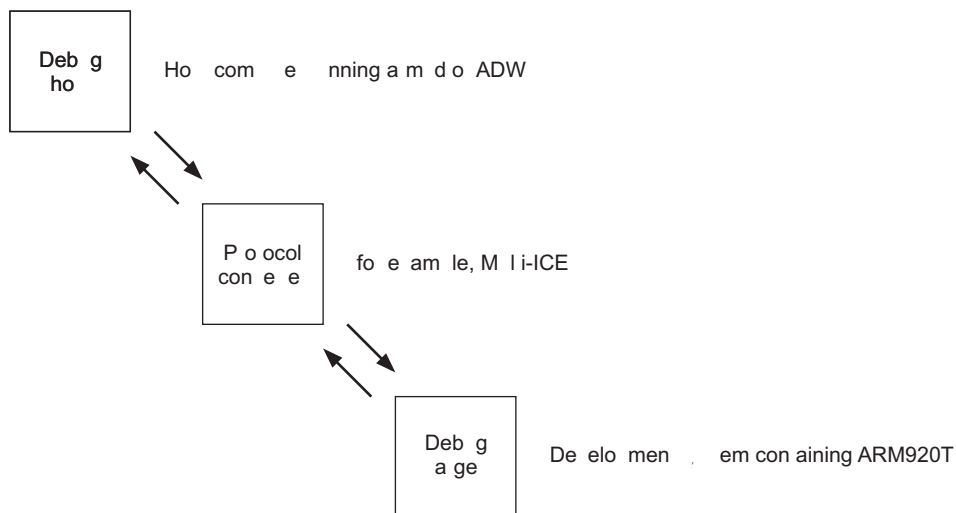 Deb g
ho
Ho com e nning a m d o ADW
P o ocol
con e e
fo e am le, M l i-ICE
Deb g
a ge
De elo men , em con aining ARM920T